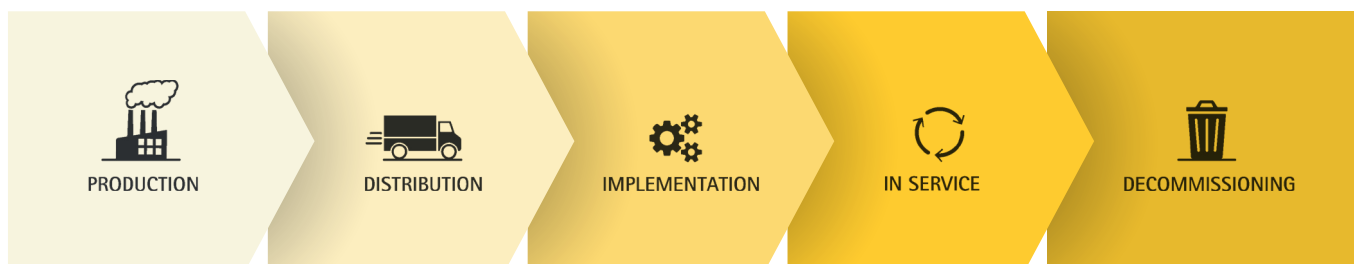 PRODUCTION
DISTRIBUTION
IMPLEMENTATION
IN SERVICE
DECOMMISSIONING